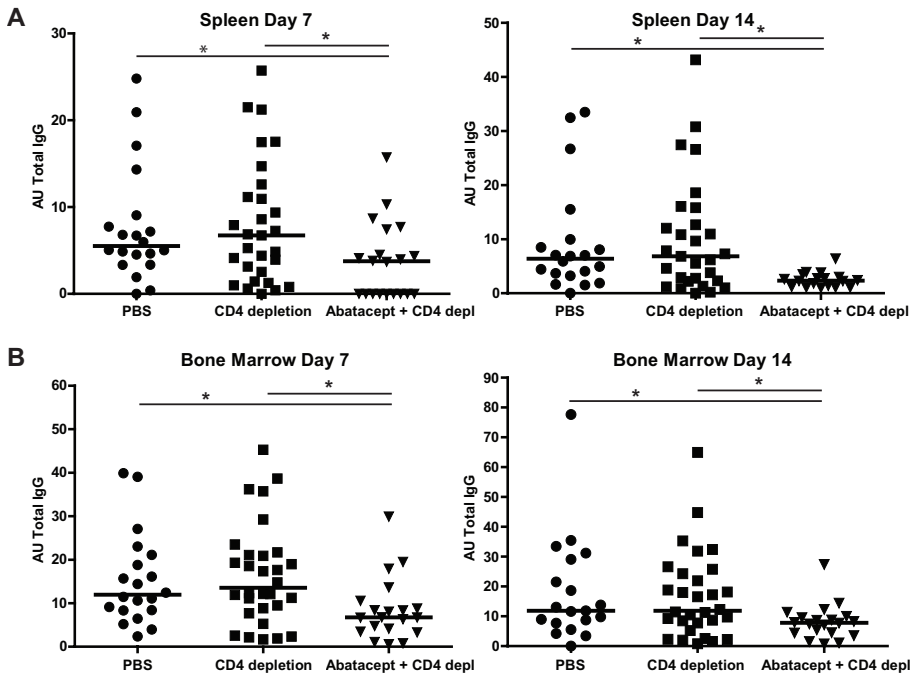 A
Spleen Day 7
AU Total IgG
30
20
10
0
*
*
PBS
CD4 depletion
Abatacept + CD4 depl
Spleen Day 14
AU Total IgG
50
40
30
20
10
0
*
*
PBS
CD4 depletion
Abatacept + CD4 depl
B
Bone Marrow Day 7
AU Total IgG
60
50
40
30
20
10
0
*
*
PBS
CD4 depletion
Abatacept + CD4 depl
Bone Marrow Day 14
AU Total IgG
90
80
70
60
50
40
30
20
10
0
*
*
PBS
CD4 depletion
Abatacept + CD4 depl